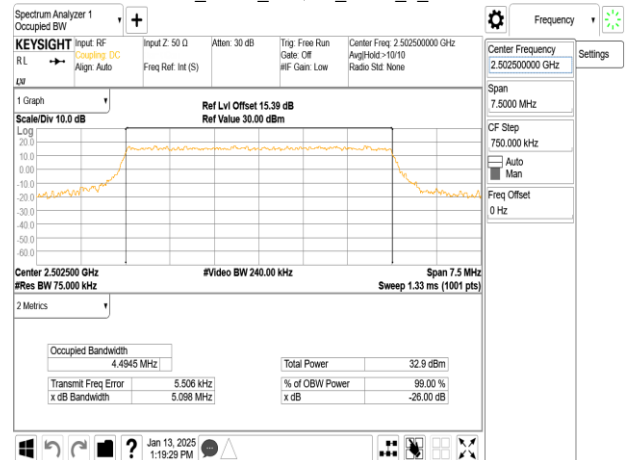 Spectrum Analyzer 1
Occupied BW
+
Frequency
KEYSIGHT
Input: RF
Input Z: 50 Ω
Atten: 30 dB
Trig: Free Run
Center Freq: 2.502500000 GHz
Coupling: DC
Gate: Off
Avg|Hold:>10/10
RL
Align: Auto
Freq Ref: Int (S)
#IF Gain: Low
Radio Std: None
Center Frequency
2.502500000 GHz
Settings
Span
7.5000 MHz
CF Step
750.000 kHz
Auto
Man
Freq Offset
0 Hz
1 Graph
Ref Lvl Offset 15.39 dB
Scale/Div 10.0 dB
Ref Value 30.00 dBm
Log
20.0
10.0
0.00
-10.0
-20.0
-30.0
-40.0
-50.0
-60.0
Center 2.502500 GHz
#Video BW 240.00 kHz
Span 7.5 MHz
#Res BW 75.000 kHz
Sweep 1.33 ms (1001 pts)
2 Metrics
Occupied Bandwidth
4.4945 MHz
Total Power
32.9 dBm
Transmit Freq Error
5.506 kHz
% of OBW Power
99.00 %
x dB Bandwidth
5.098 MHz
x dB
-26.00 dB
?
Jan 13, 2025
1:19:29 PM